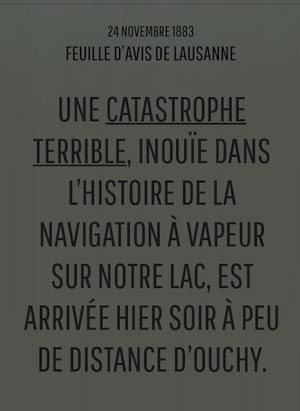 24 NOVEMBRE 1883
FEUILLE D'AVIS DE LAUSANNE
UNE CATASTROPHE
TERRIBLE, INOUÏE DANS
L'HISTOIRE DE LA
NAVIGATION À VAPEUR
SUR NOTRE LAC, EST
ARRIVÉE HIER SOIR À PEU
DE DISTANCE D'OUCHY.